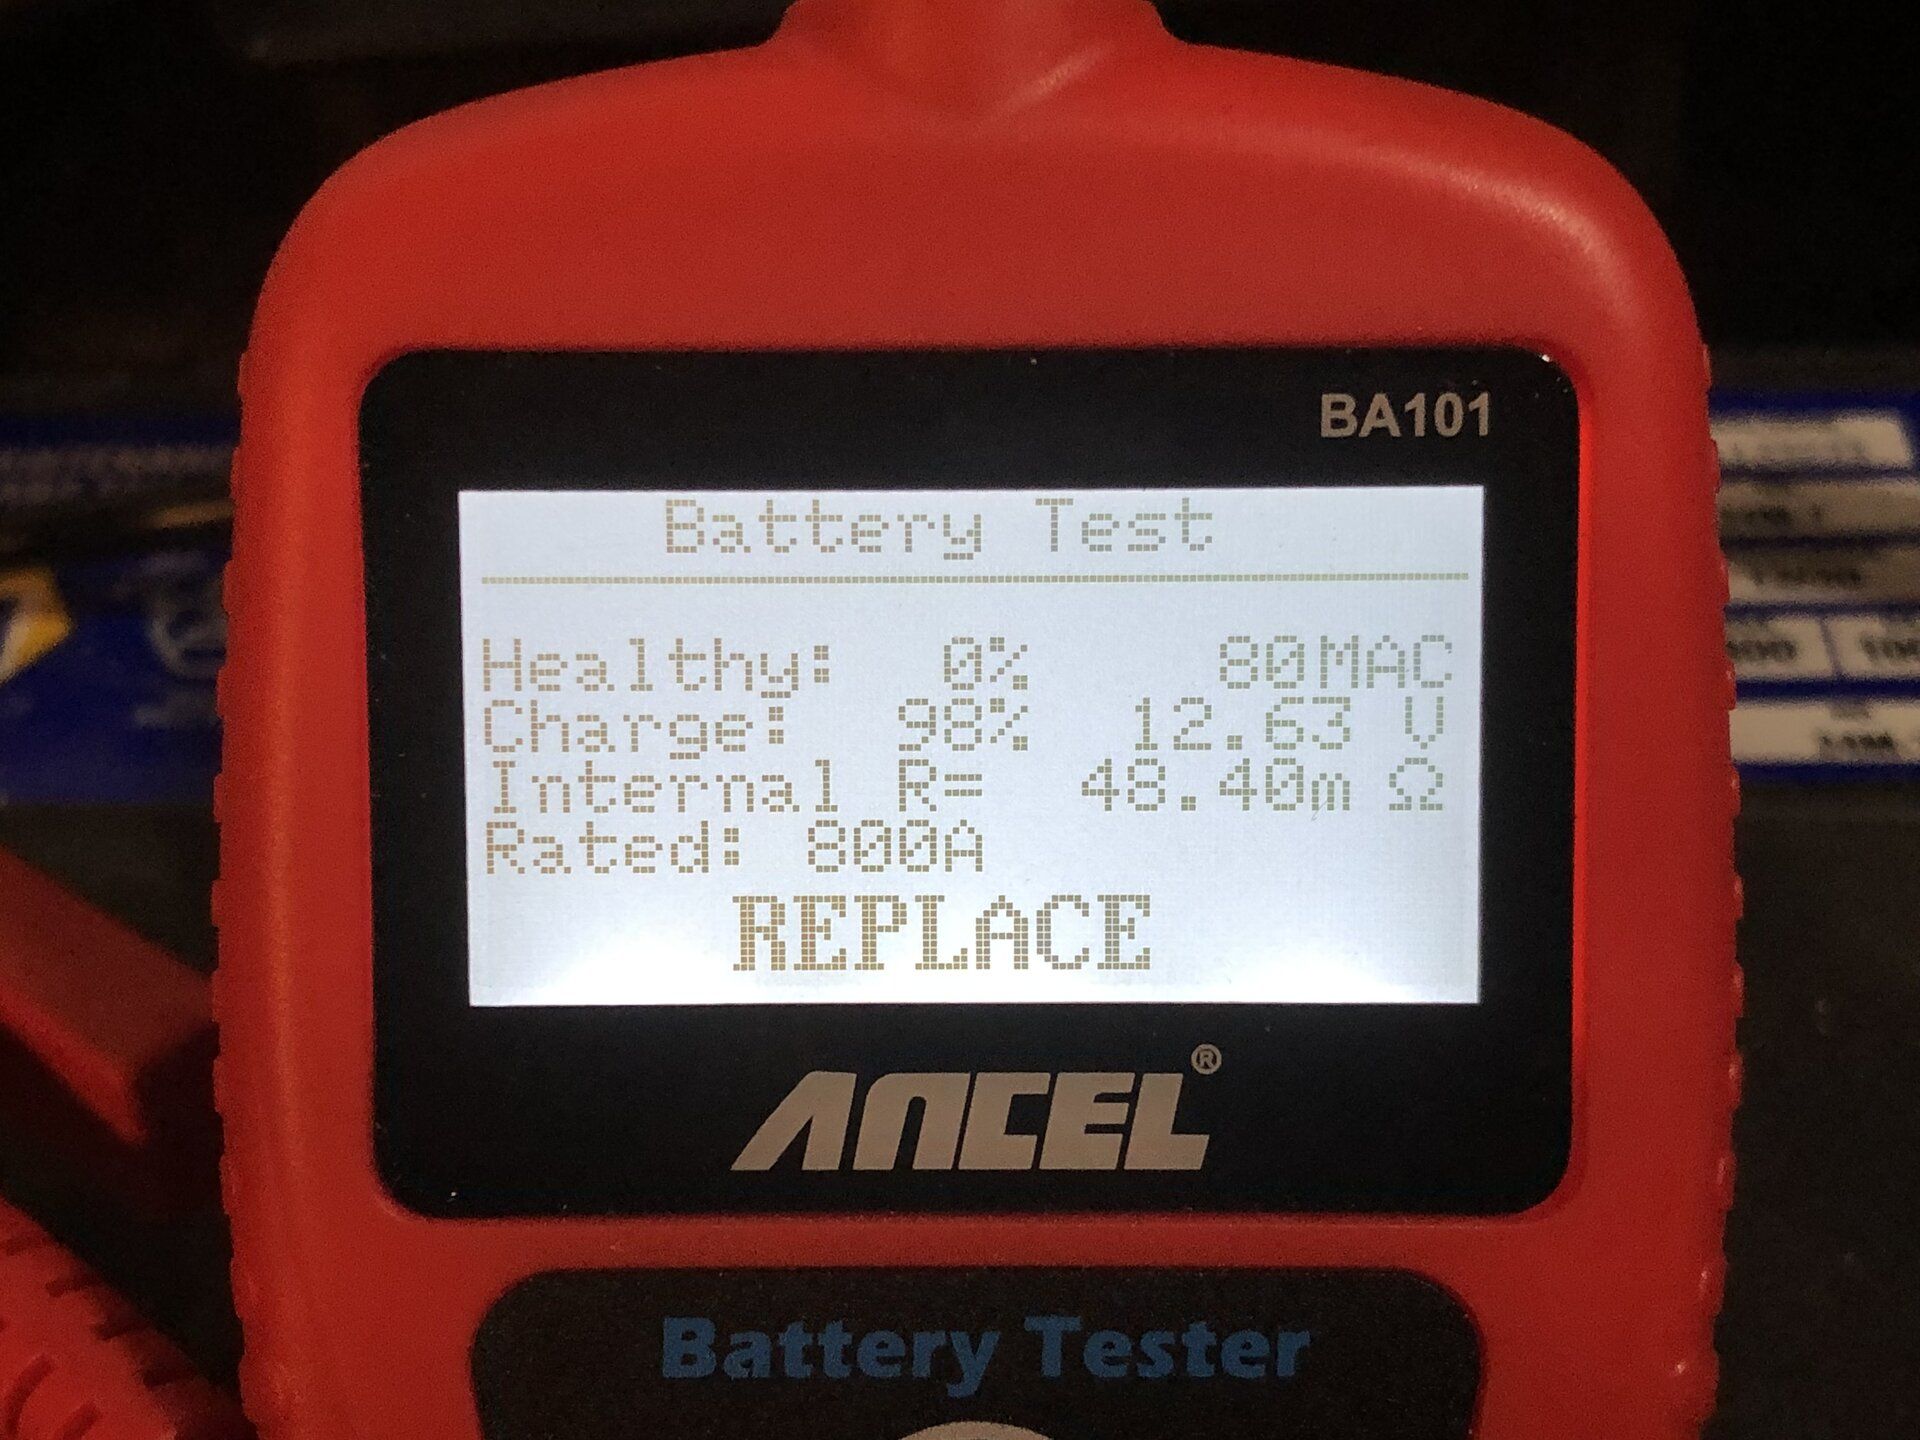 BA101
Battery Test
Healthy: 0% 80MAC
Charge: 98% 12.63 V
Internal R= 48.40m Ω
Rated: 800A
REPLACE
ANCEL®
Battery Tester